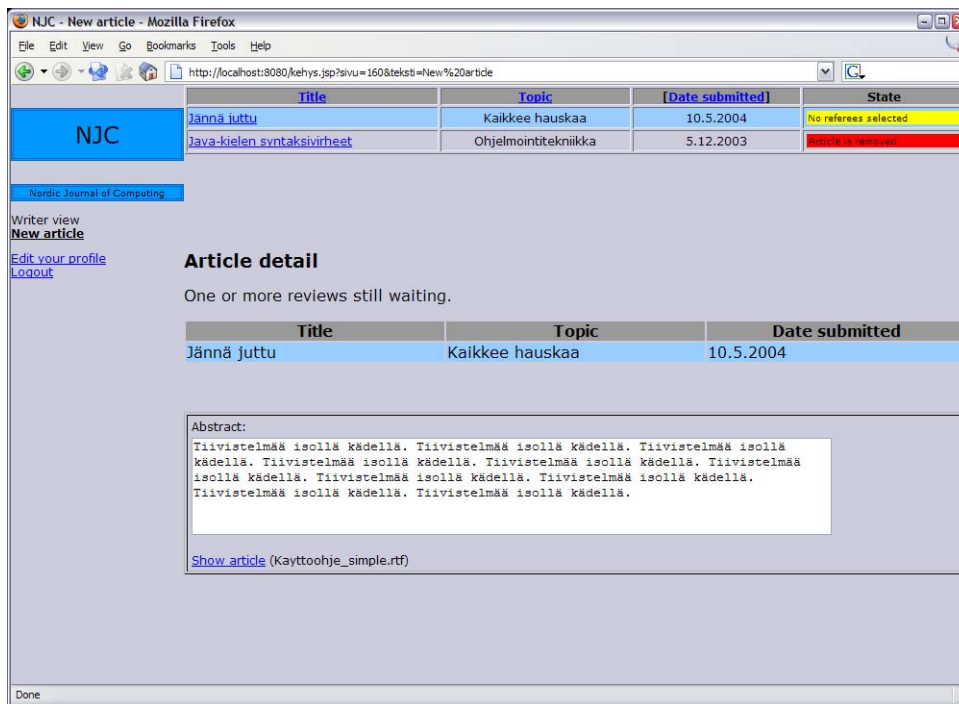 NJC - New article - Mozilla Firefox
File Edit View Go Bookmarks Tools Help
http://localhost:8080/kehys.jsp?sivu=160&teksti=New%20article
G
Title Topic [Date submitted] State
Jännä juttu Kaikkee hauskaa 10.5.2004 No referees selected
Java-kielen syntaksivirheet Ohjelmointitekniikka 5.12.2003 Article is removed
NJC
Nordic Journal of Computing
Writer view
New article
Edit your profile
Logout
Article detail
One or more reviews still waiting.
Title Topic Date submitted
Jännä juttu Kaikkee hauskaa 10.5.2004
Abstract:
Tiivistelmää isollä kädellä. Tiivistelmää isollä kädellä. Tiivistelmää isollä
kädellä. Tiivistelmää isollä kädellä. Tiivistelmää isollä kädellä. Tiivistelmää
isollä kädellä. Tiivistelmää isollä kädellä. Tiivistelmää isollä kädellä.
Tiivistelmää isollä kädellä. Tiivistelmää isollä kädellä.
Show article (Kayttoohje_simple.rtf)
Done